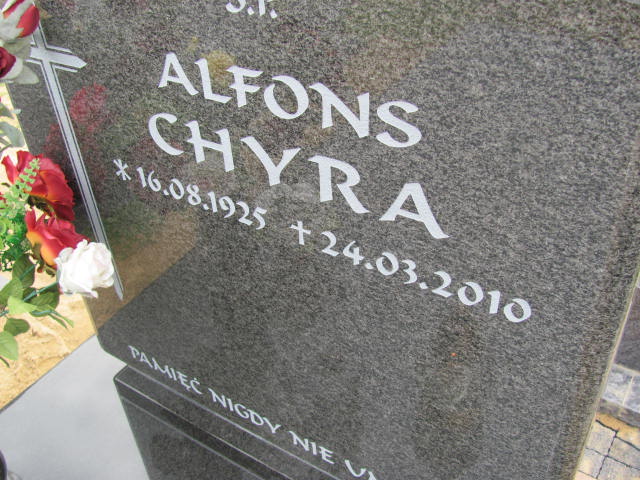 Ś.P.
ALFONS
CHYRA
* 16.08.1925 + 24.03.2010
PAMIĘĆ NIGDY NIE